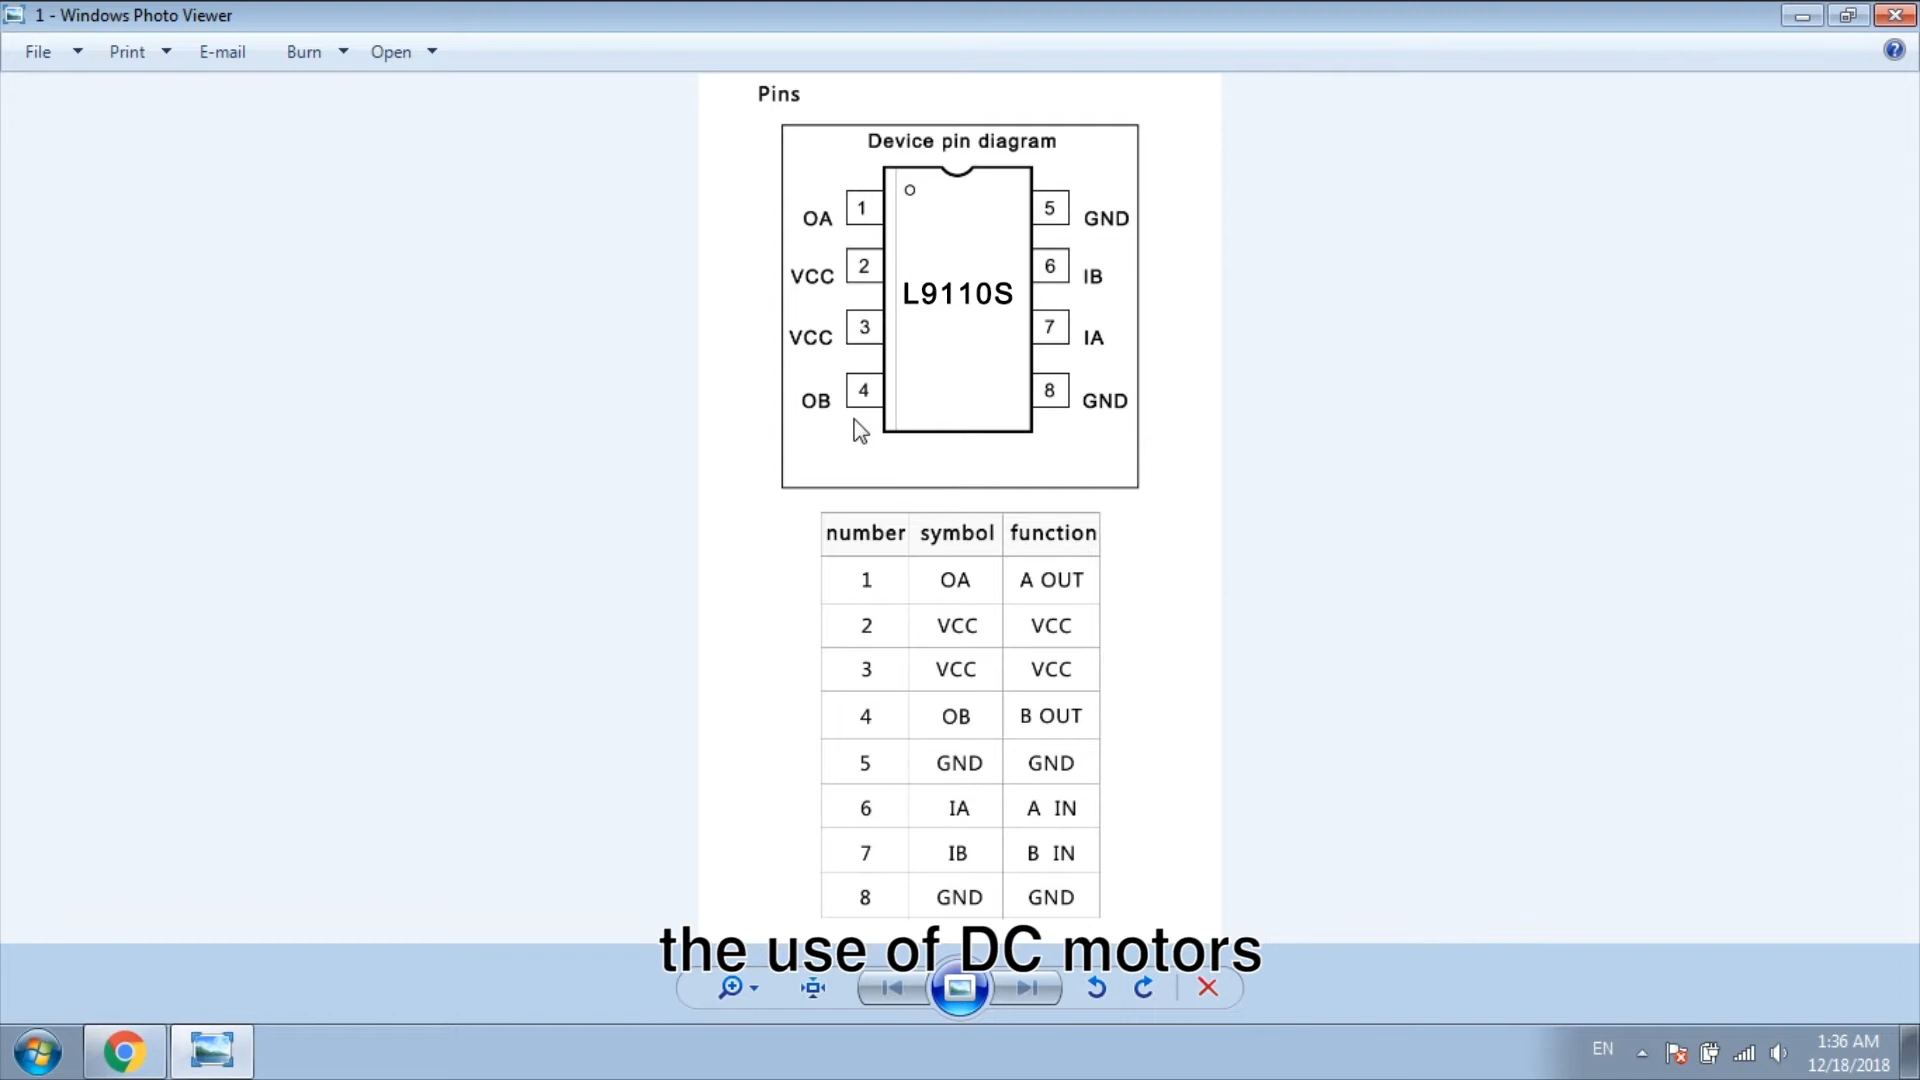 1 - Windows Photo Viewer
File Print E-mail Burn Open
Pins
Device pin diagram
OA 1 5 GND
VCC 2 6 IB
L9110S
VCC 3 7 IA
OB 4 8 GND
number symbol function
1 OA A OUT
2 VCC VCC
3 VCC VCC
4 OB B OUT
5 GND GND
6 IA A IN
7 IB B IN
8 GND GND
the use of DC motors
EN
1:36 AM
12/18/2018